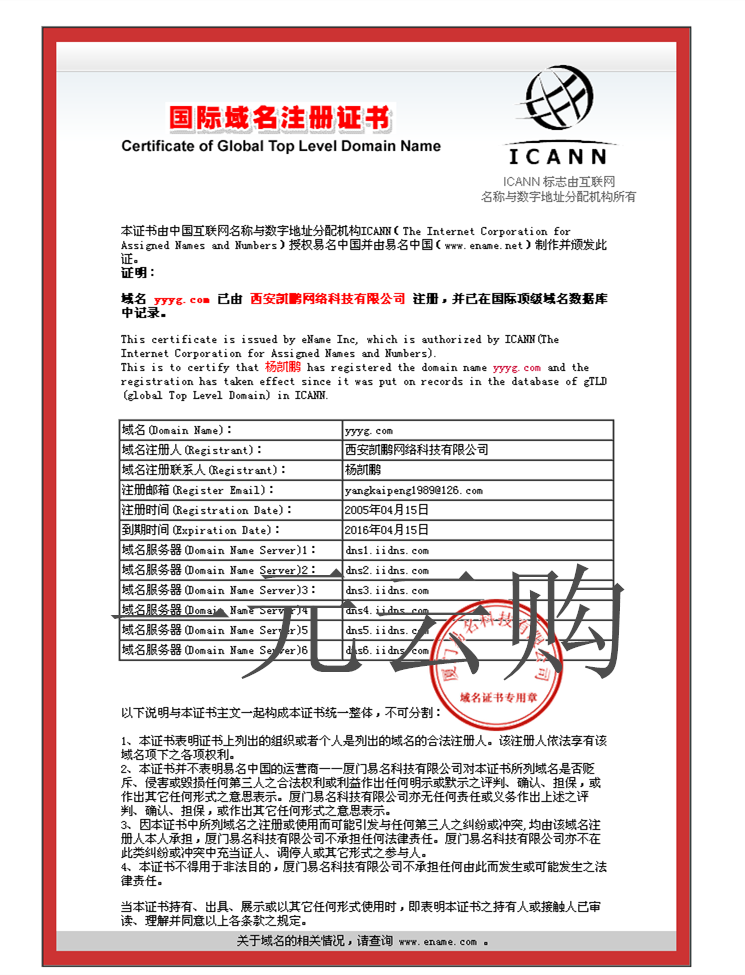 国际域名注册证书
Certificate of Global Top Level Domain Name
ICANN
ICANN 标志由互联网
名称与数字地址分配机构所有
本证书由中国互联网名称与数字地址分配机构ICANN（The Internet Corporation for
Assigned Names and Numbers）授权易名中国并由易名中国（www.ename.net）制作并颁发此
证。
证明：
域名 yyyg.com 已由 西安凯鹏网络科技有限公司 注册，并已在国际顶级域名数据库
中记录。
This certificate is issued by eName Inc, which is authorized by ICANN(The
Internet Corporation for Assigned Names and Numbers).
This is to certify that 杨凯鹏 has registered the domain name yyyg.com and the
registration has taken effect since it was put on records in the database of gTLD
(global Top Level Domain) in ICANN.
域名(Domain Name)： yyyg.com
域名注册人(Registrant)： 西安凯鹏网络科技有限公司
域名注册联系人(Registrant)： 杨凯鹏
注册邮箱(Register Email)： yangkaipeng1989@126.com
注册时间(Registration Date)： 2005年04月15日
到期时间(Expiration Date)： 2016年04月15日
域名服务器(Domain Name Server)1： dns1.iidns.com
域名服务器(Domain Name Server)2： dns2.iidns.com
域名服务器(Domain Name Server)3： dns3.iidns.com
域名服务器(Domain Name Server)4 dns4.iidns.com
域名服务器(Domain Name Server)5 dns5.iidns.com
域名服务器(Domain Name Server)6 dns6.iidns.com
一元云购
厦门易名科技有限公司
域名证书专用章
以下说明与本证书主文一起构成本证书统一整体，不可分割：
1、本证书表明证书上列出的组织或者个人是列出的域名的合法注册人。该注册人依法享有该
域名项下之各项权利。
2、本证书并不表明易名中国的运营商——厦门易名科技有限公司对本证书所列域名是否贬
斥、侵害或毁损任何第三人之合法权利或利益作出任何明示或默示之评判、确认、担保，或
作出其它任何形式之意思表示。厦门易名科技有限公司亦无任何责任或义务作出上述之评
判、确认、担保，或作出其它任何形式之意思表示。
3、因本证书中所列域名之注册或使用而可能引发与任何第三人之纠纷或冲突,均由该域名注
册人本人承担，厦门易名科技有限公司不承担任何法律责任。厦门易名科技有限公司亦不在
此类纠纷或冲突中充当证人、调停人或其它形式之参与人。
4、本证书不得用于非法目的，厦门易名科技有限公司不承担任何由此而发生或可能发生之法
律责任。
当本证书持有、出具、展示或以其它任何形式使用时，即表明本证书之持有人或接触人已审
读、理解并同意以上各条款之规定。
关于域名的相关情况，请查询 www.ename.com 。